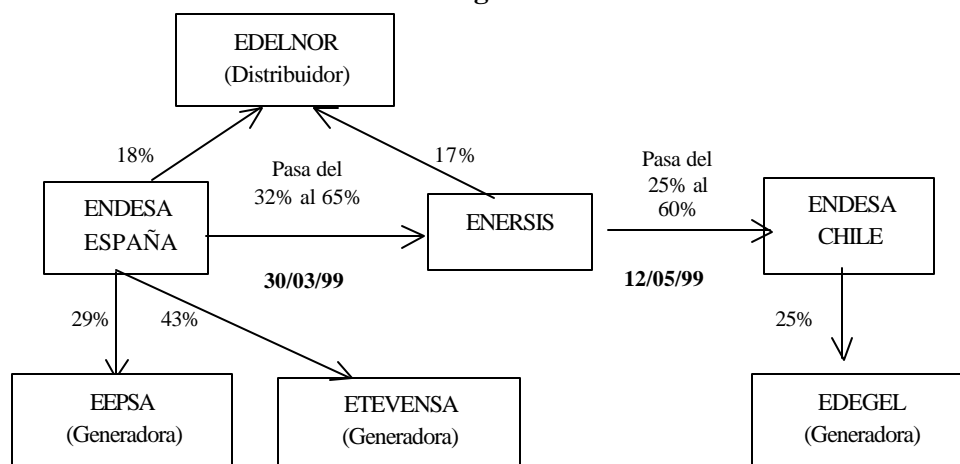 EDELNOR
(Distribuidor)
18%
17%
Pasa del
32% al 65%
Pasa del
25% al
60%
ENDESA
ESPAÑA
ENERSIS
ENDESA
CHILE
30/03/99
12/05/99
29%
43%
25%
EEPSA
(Generadora)
ETEVENSA
(Generadora)
EDEGEL
(Generadora)